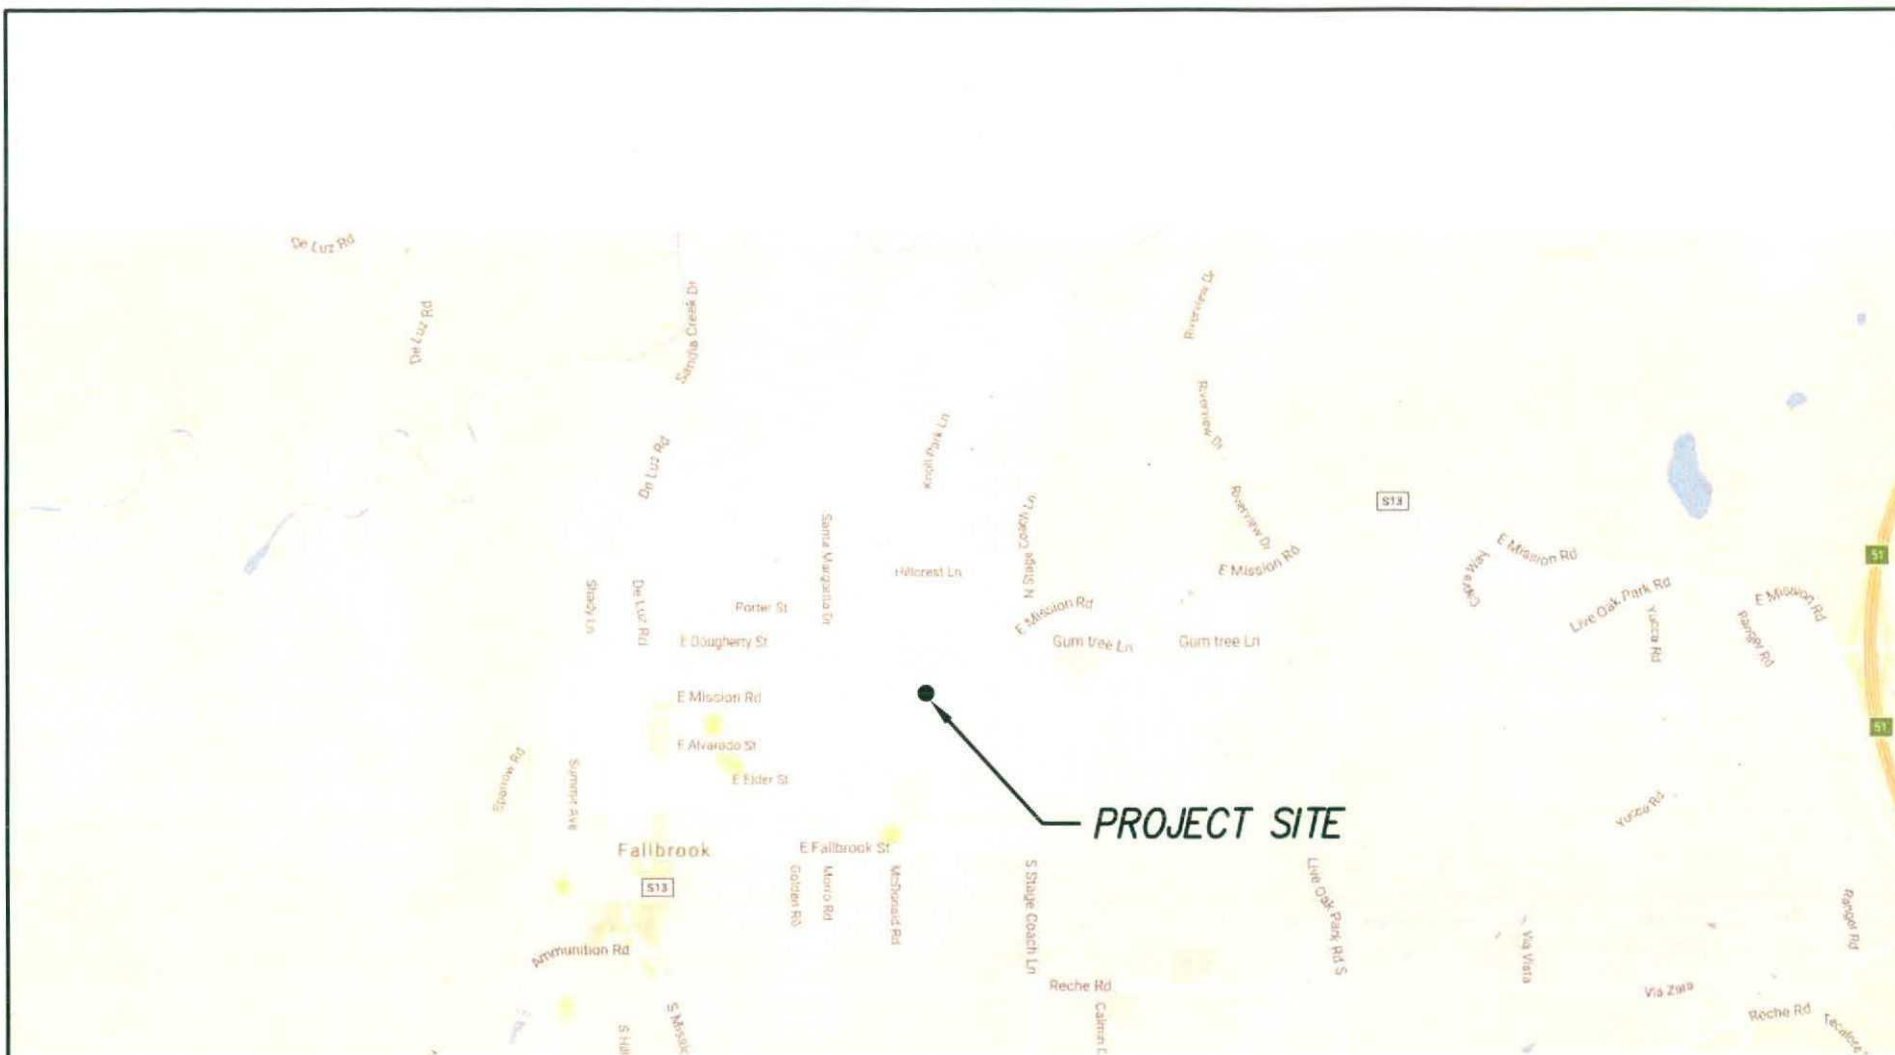 De Luz Rd
De Luz Rd
Sandia Creek Dr
Riverview Dr
Riverview Dr
De Luz Rd
Knoll Park Ln
Riverview Dr
S13
N Stage Coach Ln
Santa Margarita Dr
E Mission Rd
E Mission Rd
51
Hillcrest Ln
Shady Ln
De Luz Rd
Porter St
E Mission Rd
Live Oak Park Rd
Yucca Rd
E Mission Rd
Ranger Rd
E Dougherty St
Gum tree Ln
Gum tree Ln
E Mission Rd
51
E Alvarado St
E Elder St
Sparrow Rd
Summit Ave
Yucca Rd
PROJECT SITE
Fallbrook
E Fallbrook St
S13
Golden Rd
Morro Rd
McDonald Rd
S Stage Coach Ln
Live Oak Park Rd S
Ranger Rd
Ammunition Rd
Via Vista
Reche Rd
Via Zara
Reche Rd
S Missi
S Hill